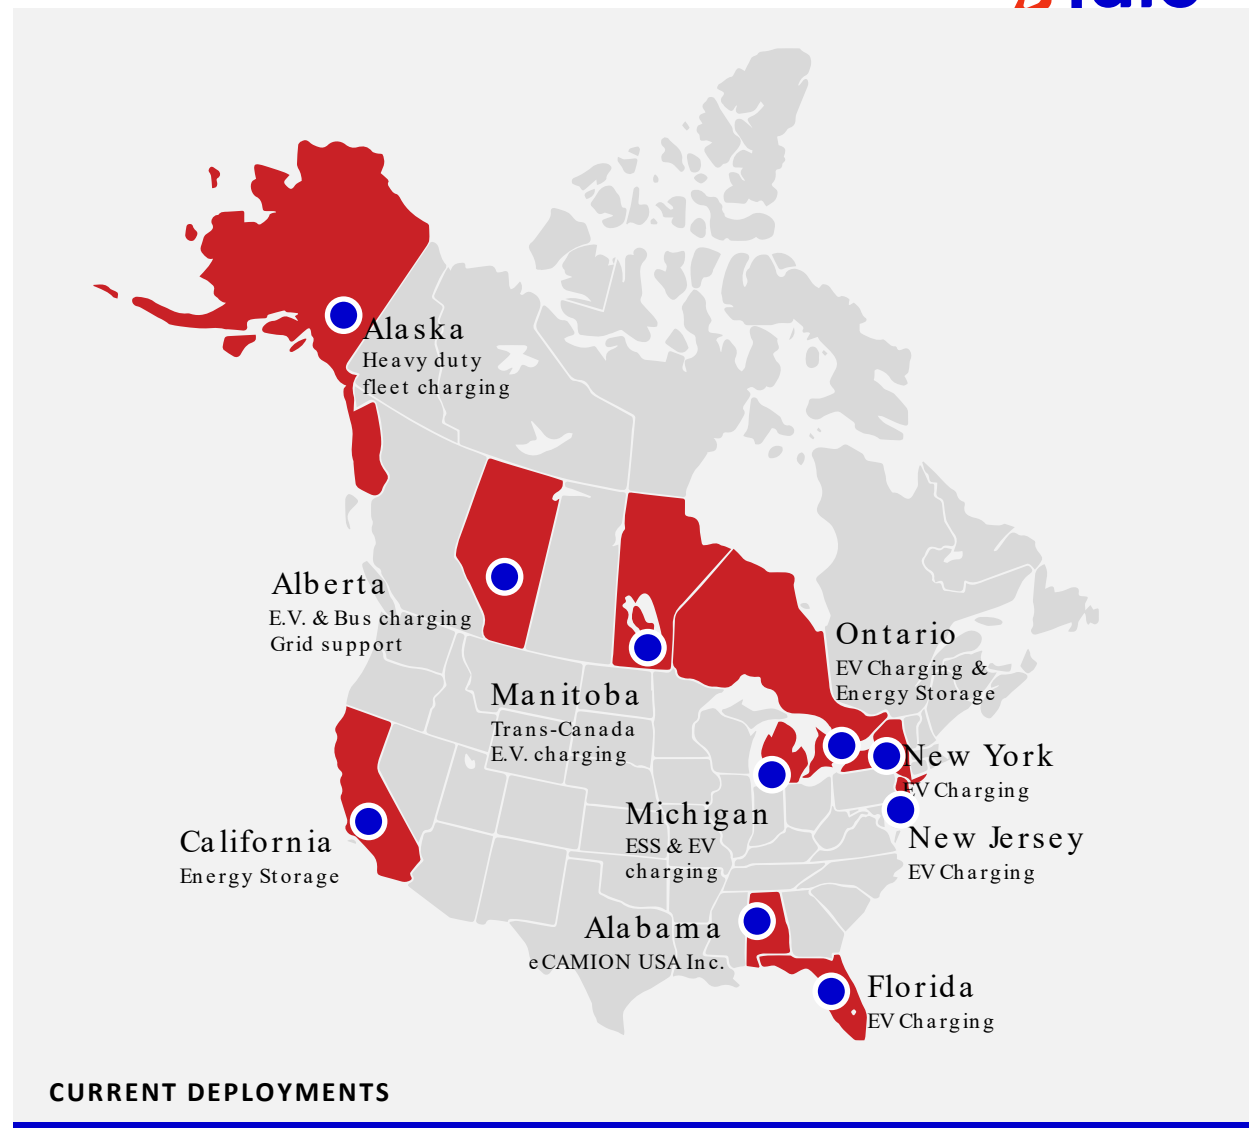 Alaska
Heavy duty
fleet charging
Alberta
E.V. & Bus charging
Grid support
Ontario
EV Charging &
Energy Storage
Manitoba
Trans-Canada
E.V. charging
New York
EV Charging
Michigan
ESS & EV
charging
New Jersey
EV Charging
California
Energy Storage
Alabama
eCAMION USA Inc.
Florida
EV Charging
CURRENT DEPLOYMENTS